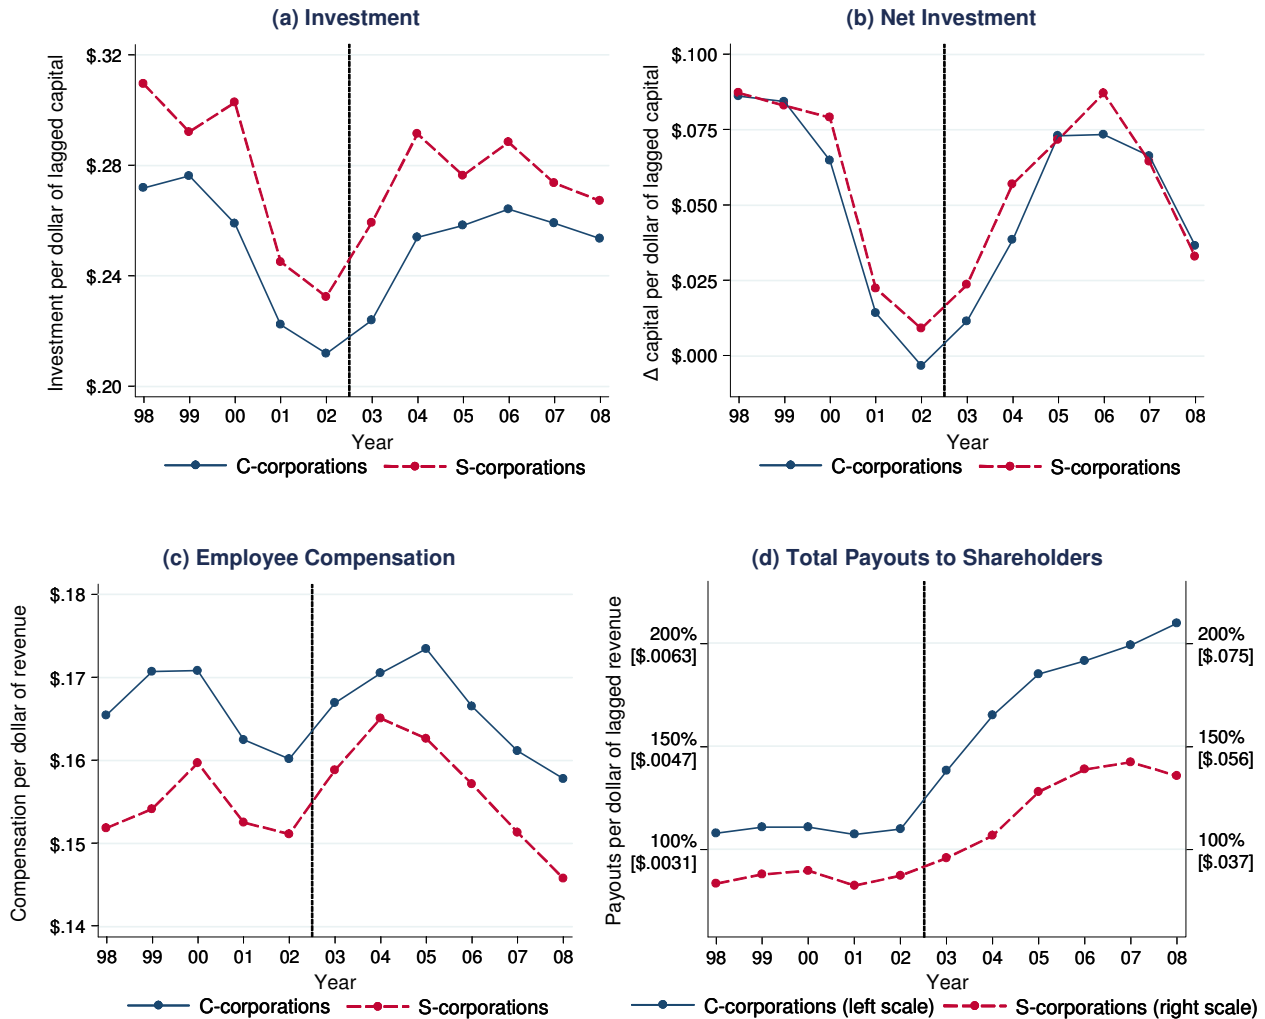 (a) Investment
Investment per dollar of lagged capital
$.32
$.28
$.24
$.20
98 99 00 01 02 03 04 05 06 07 08
Year
C-corporations S-corporations
(b) Net Investment
Δ capital per dollar of lagged capital
$.100
$.075
$.050
$.025
$.000
98 99 00 01 02 03 04 05 06 07 08
Year
C-corporations S-corporations
(c) Employee Compensation
Compensation per dollar of revenue
$.18
$.17
$.16
$.15
$.14
98 99 00 01 02 03 04 05 06 07 08
Year
C-corporations S-corporations
(d) Total Payouts to Shareholders
Payouts per dollar of lagged revenue
200%
[$.0063]
150%
[$.0047]
100%
[$.0031]
200%
[$.075]
150%
[$.056]
100%
[$.037]
98 99 00 01 02 03 04 05 06 07 08
Year
C-corporations (left scale) S-corporations (right scale)